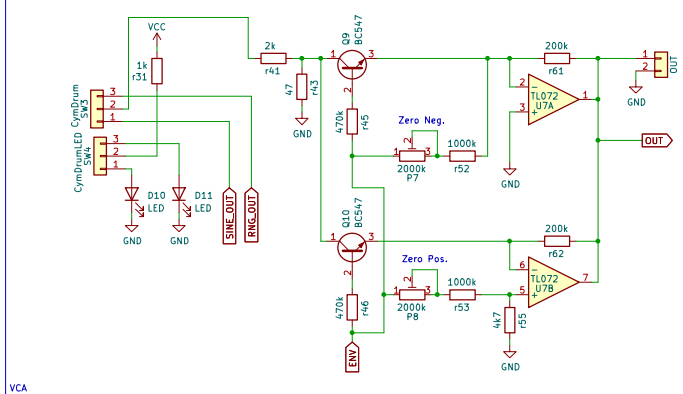 VCC
1k
r31
2k
r41
47
r43
GND
Q9
BC547
1
3
2
470k
r45
Zero Neg.
2
1
3
2000k
P7
1000k
r52
200k
r61
2
3
1
TL072
U7A
GND
1
2
OUT
GND
OUT
CymDrum
SW3
3
2
1
CymDrumLED
SW4
3
2
1
D10
LED
GND
D11
LED
GND
SINE_OUT
RNG_OUT
Q10
BC547
1
3
2
470k
r46
ENV
Zero Pos.
2
1
3
2000k
P8
1000k
r53
200k
r62
6
5
7
TL072
U7B
4k7
r55
GND
VCA